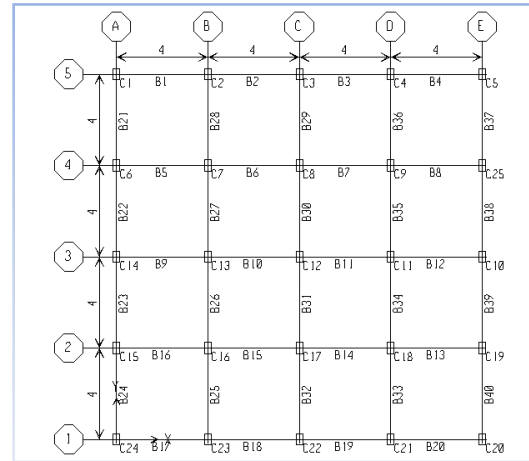 A B C D E
4 4 4 4
5
C1 B1 C2 B2 C3 B3 C4 B4 C5
4 B21 B28 B29 B36 B37
4
C6 B5 C7 B6 C8 B7 C9 B8 C25
4 B22 B27 B30 B35 B38
3
C14 B9 C13 B10 C12 B11 C11 B12 C10
4 B23 B26 B31 B34 B39
2
C15 B16 C16 B15 C17 B14 C18 B13 C19
4 B24 B25 B32 B33 B40
Y
1 X
C24 B17 C23 B18 C22 B19 C21 B20 C20